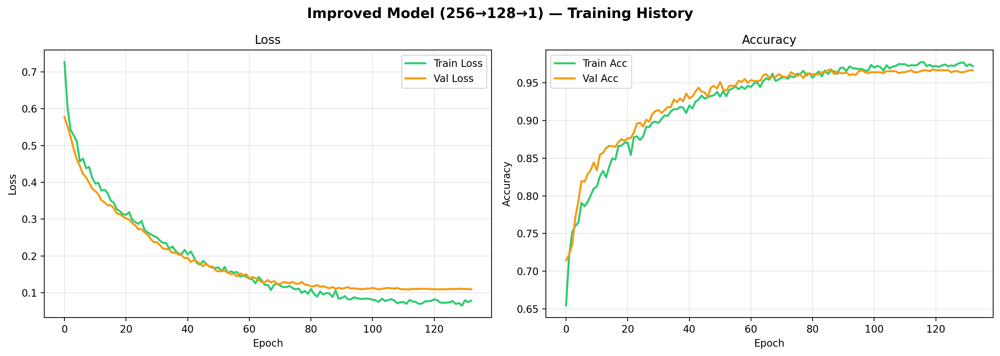 Improved Model (256→128→1) — Training History
Loss
Train Loss
Val Loss
Loss
0.7
0.6
0.5
0.4
0.3
0.2
0.1
0 20 40 60 80 100 120
Epoch
Accuracy
Train Acc
Val Acc
Accuracy
0.95
0.90
0.85
0.80
0.75
0.70
0.65
0 20 40 60 80 100 120
Epoch